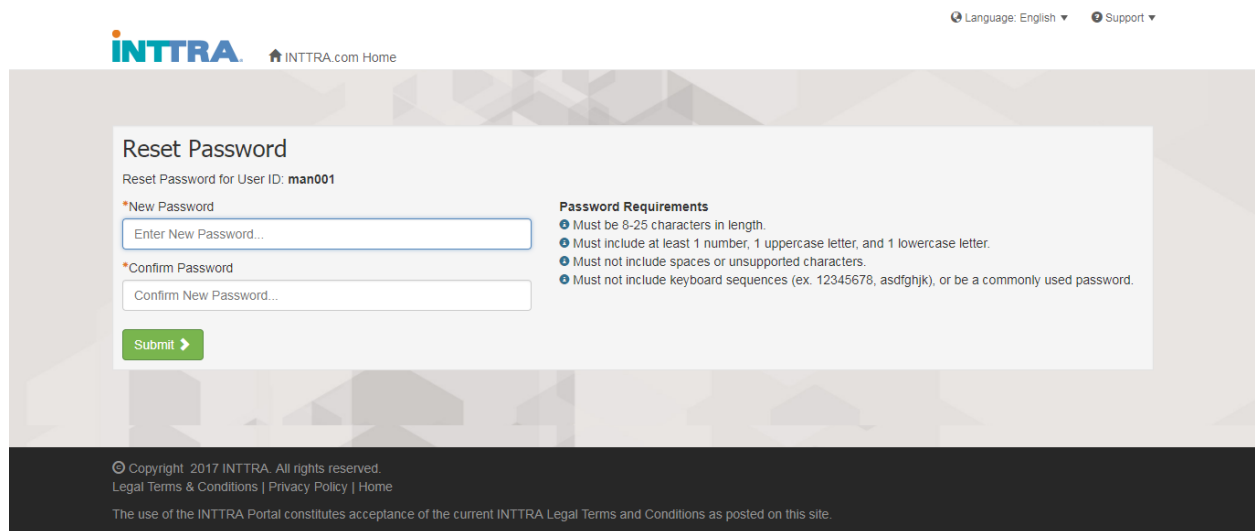 Language: English
Support
INTTRA
INTTRA.com Home
Reset Password
Reset Password for User ID: man001
*New Password
Enter New Password...
*Confirm Password
Confirm New Password...
Submit
Password Requirements
Must be 8-25 characters in length.
Must include at least 1 number, 1 uppercase letter, and 1 lowercase letter.
Must not include spaces or unsupported characters.
Must not include keyboard sequences (ex. 12345678, asdfghjk), or be a commonly used password.
© Copyright 2017 INTTRA. All rights reserved.
Legal Terms & Conditions | Privacy Policy | Home
The use of the INTTRA Portal constitutes acceptance of the current INTTRA Legal Terms and Conditions as posted on this site.